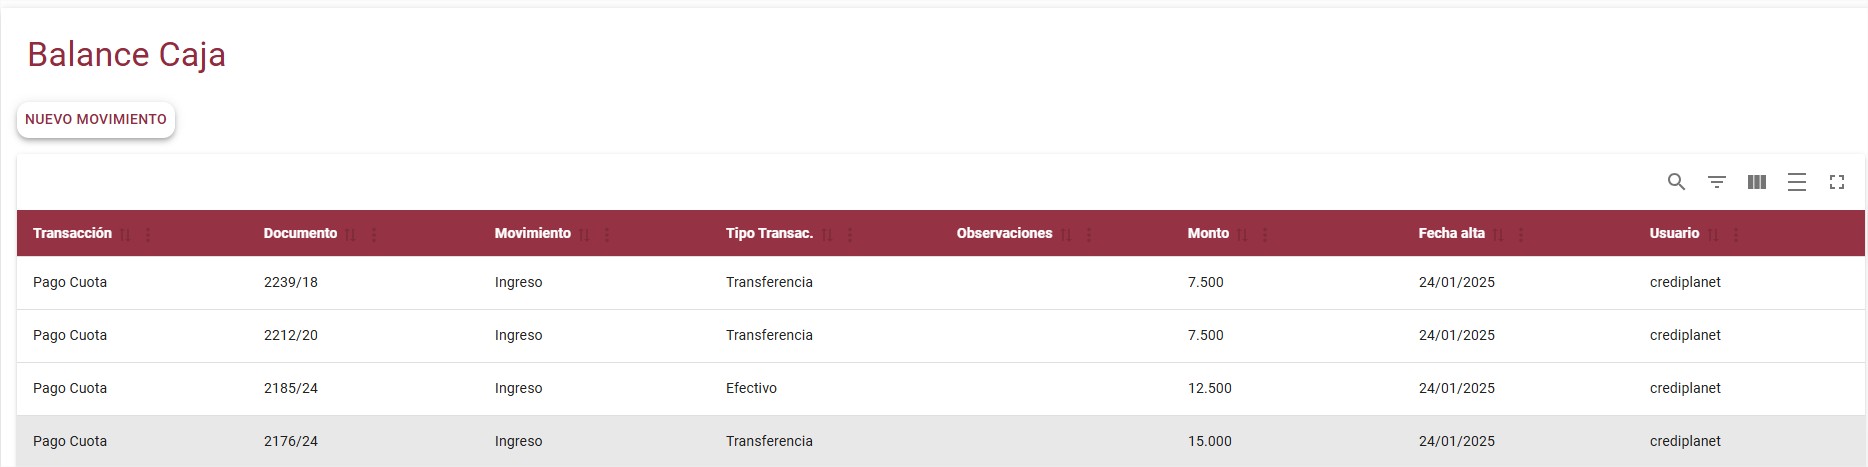 Balance Caja
NUEVO MOVIMIENTO
Transacción Documento Movimiento Tipo Transac. Observaciones Monto Fecha alta Usuario
Pago Cuota 2239/18 Ingreso Transferencia 7.500 24/01/2025 crediplanet
Pago Cuota 2212/20 Ingreso Transferencia 7.500 24/01/2025 crediplanet
Pago Cuota 2185/24 Ingreso Efectivo 12.500 24/01/2025 crediplanet
Pago Cuota 2176/24 Ingreso Transferencia 15.000 24/01/2025 crediplanet